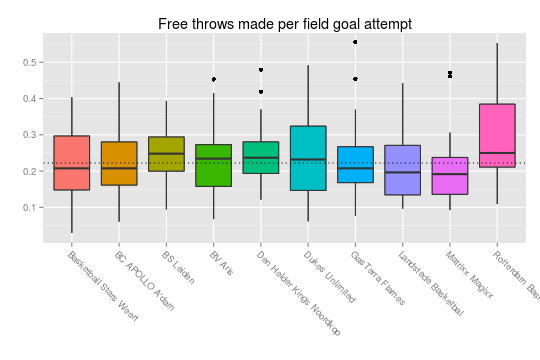 Free throws made per field goal attempt
0.5
0.4
0.3
0.2
0.1
Basketball Stars Weert
BC APOLLO A'dam
BS Leiden
BV Aris
Den Helder Kings Noordkop
Dukes Unlimited
GasTerra Flames
Landstede Basketbal
Matrixx Magixx
Rotterdam Bas